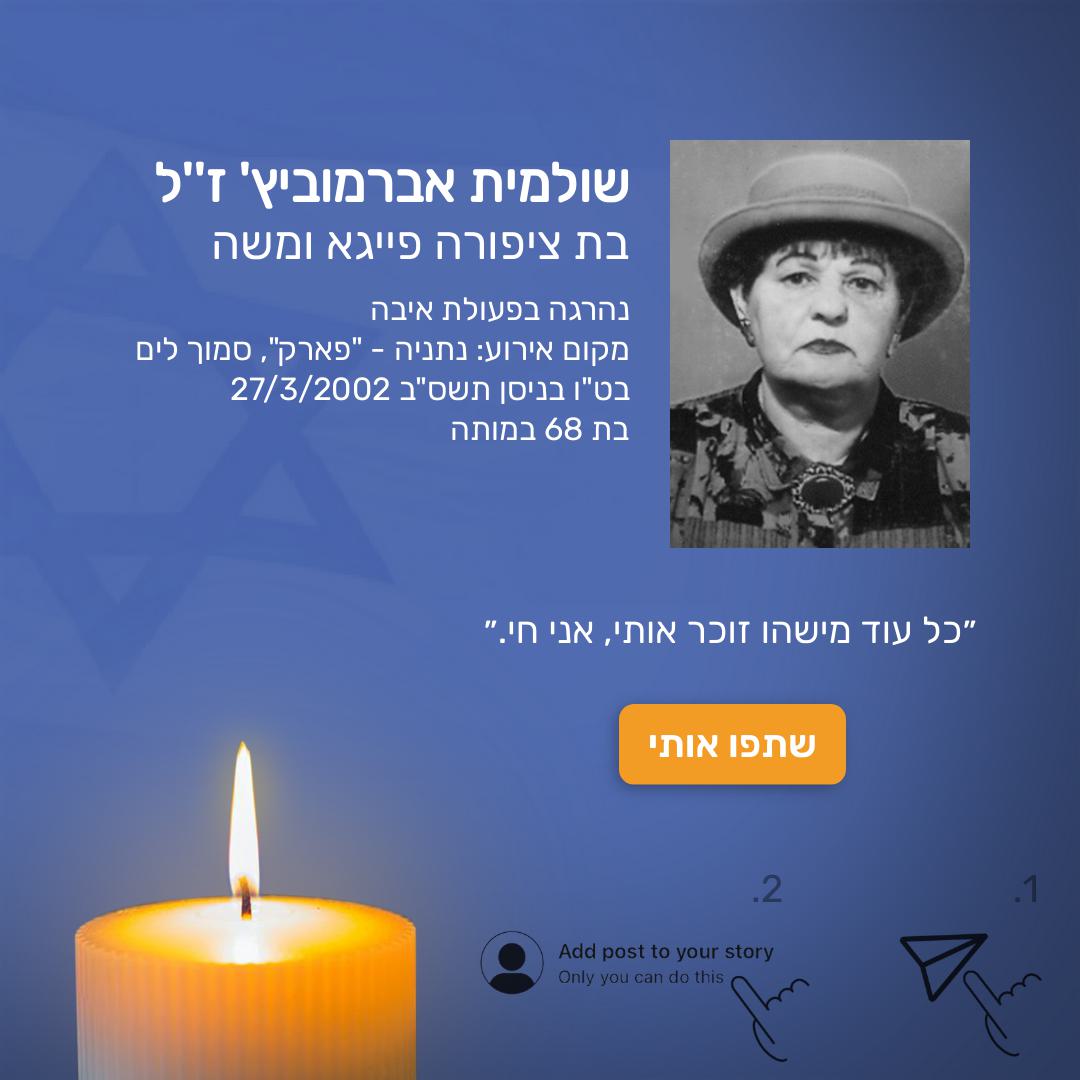 שולמית אברמוביץ' ז"ל
בת ציפורה פייגא ומשה
נהרגה בפעולת איבה
מקום אירוע: נתניה - "פארק", סמוך לים
בט"ו בניסן תשס"ב 27/3/2002
בת 68 במותה
״כל עוד מישהו זוכר אותי, אני חי.״
שתפו אותי
1.
2.
Add post to your story
Only you can do this